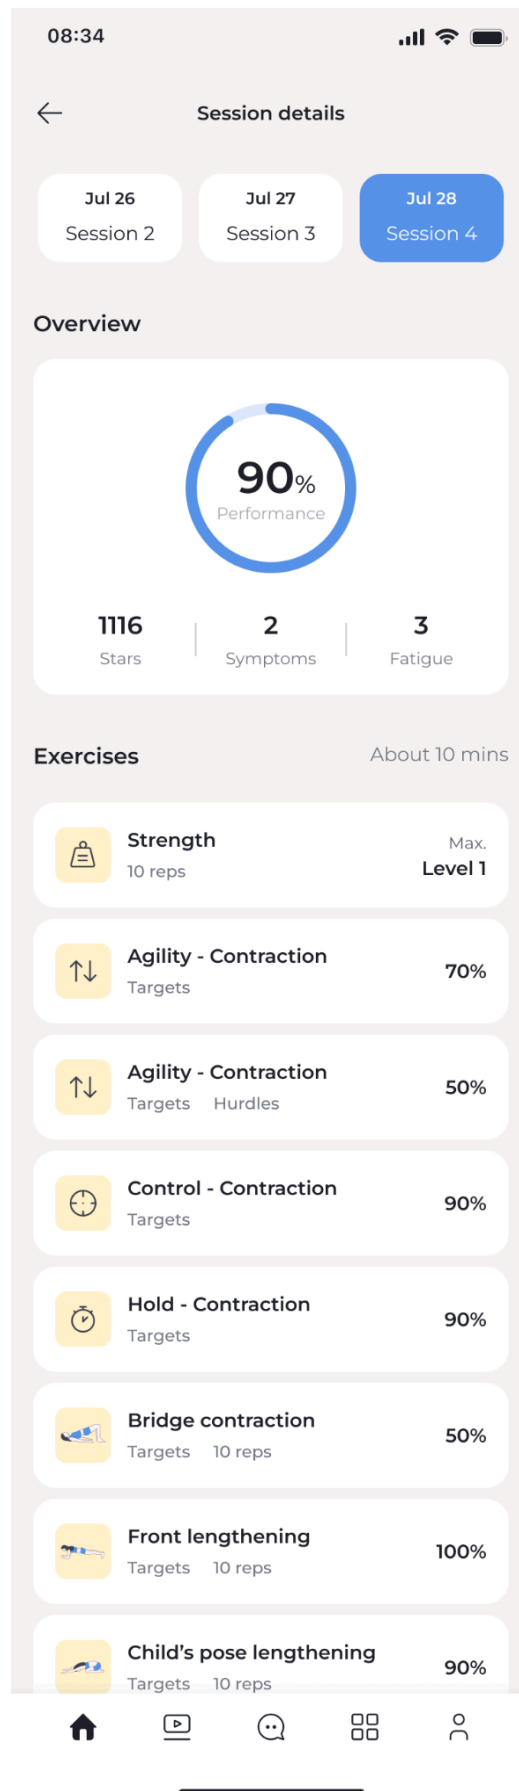 08:34
Session details
Jul 26
Session 2
Jul 27
Session 3
Jul 28
Session 4
Overview
90%
Performance
1116
Stars
2
Symptoms
3
Fatigue
Exercises
About 10 mins
Strength
10 reps
Max.
Level 1
Agility - Contraction
Targets
70%
Agility - Contraction
Targets Hurdles
50%
Control - Contraction
Targets
90%
Hold - Contraction
Targets
90%
Bridge contraction
Targets 10 reps
50%
Front lengthening
Targets 10 reps
100%
Child’s pose lengthening
Targets 10 reps
90%